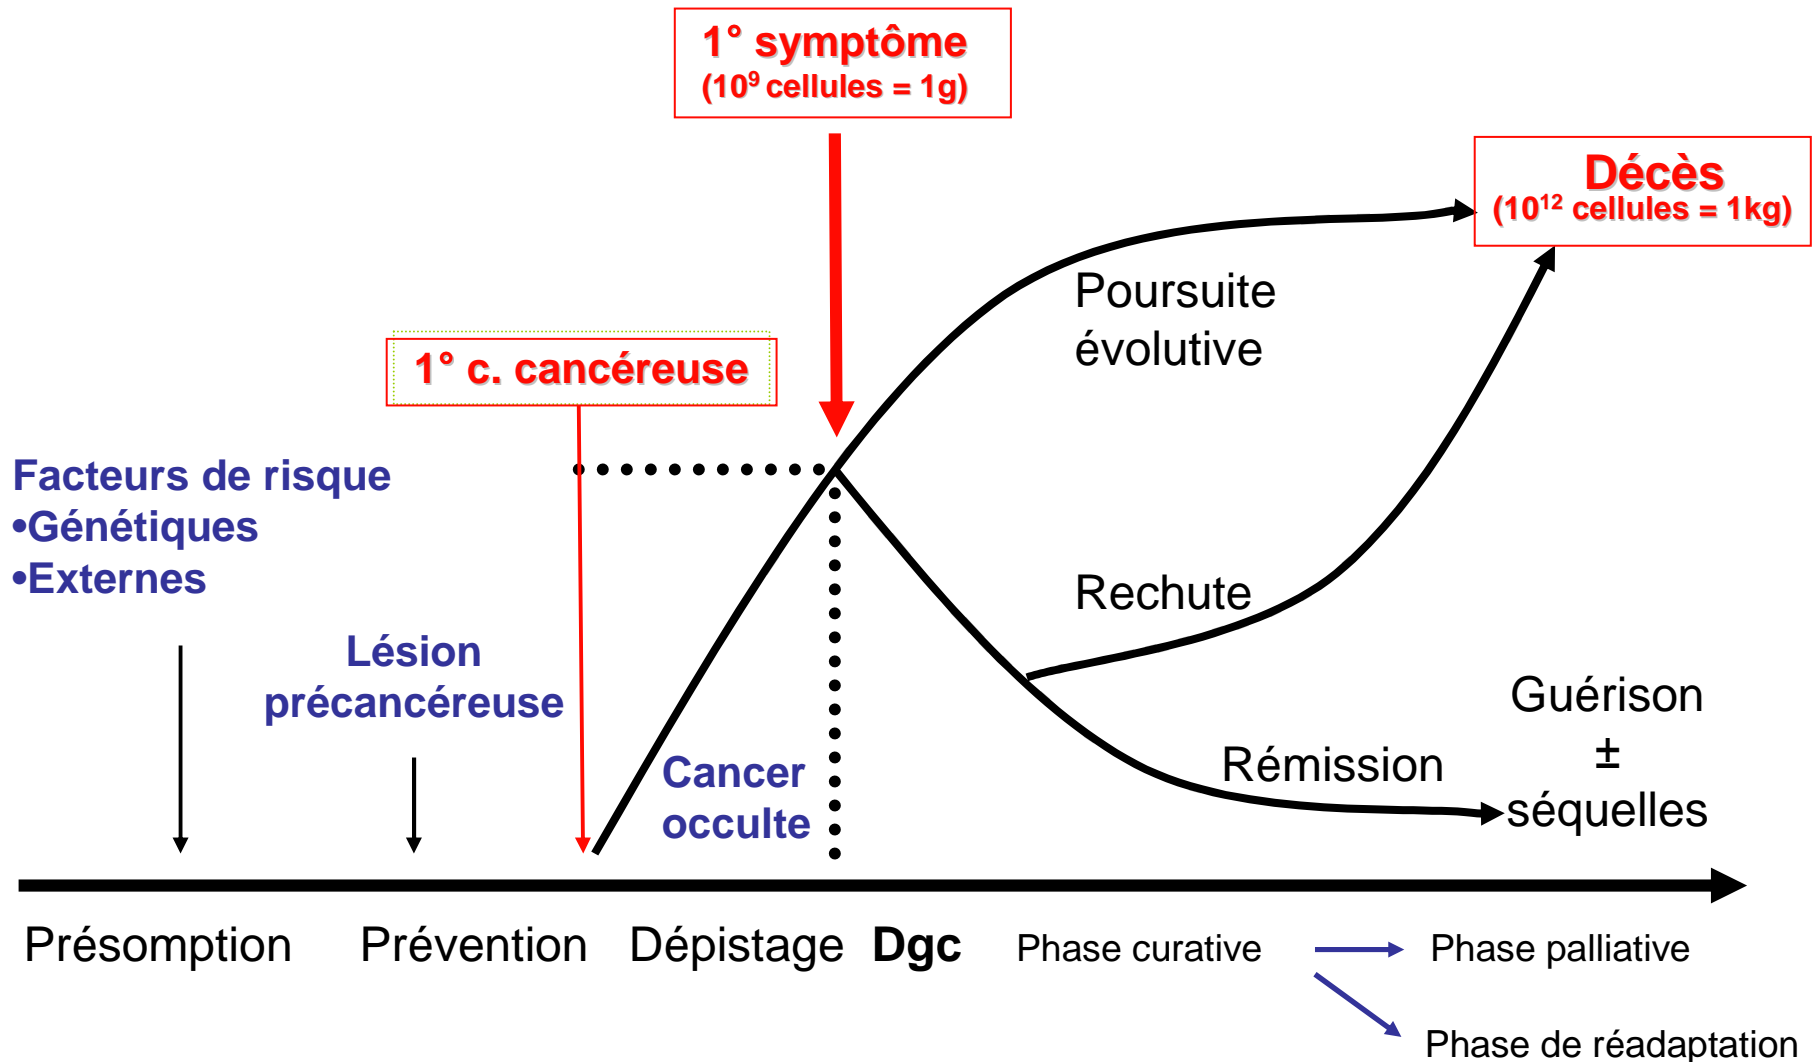 1° symptôme
(10⁹ cellules = 1g)
Décès
(10¹² cellules = 1kg)
Poursuite
évolutive
1° c. cancéreuse
Facteurs de risque
•Génétiques
•Externes
Rechute
Lésion
précancéreuse
Guérison
±
séquelles
Rémission
Cancer
occulte
Présomption Prévention Dépistage Dgc Phase curative Phase palliative
Phase de réadaptation